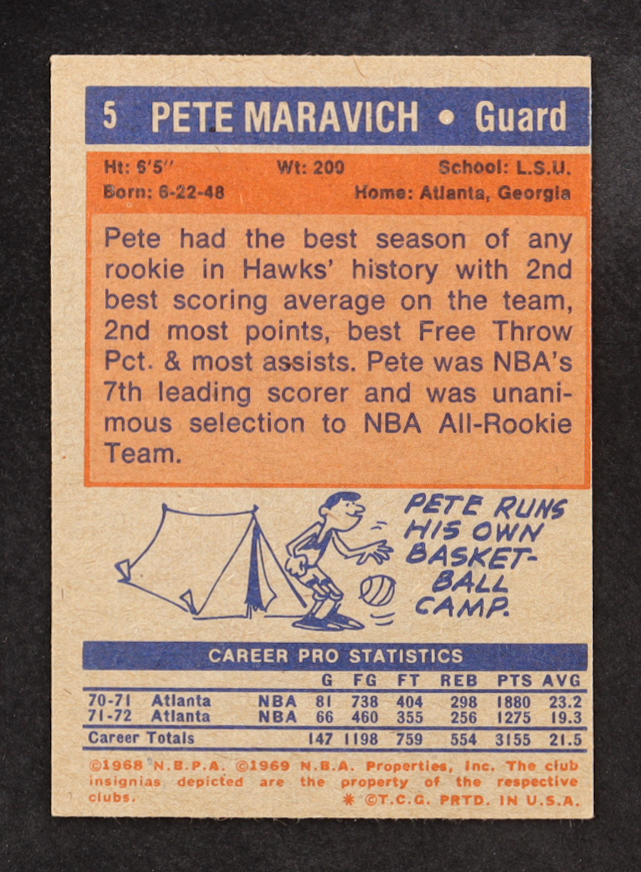 5 PETE MARAVICH • Guard
Ht: 6'5" Wt: 200 School: L.S.U.
Born: 6-22-48 Home: Atlanta, Georgia
Pete had the best season of any
rookie in Hawks' history with 2nd
best scoring average on the team,
2nd most points, best Free Throw
Pct. & most assists. Pete was NBA's
7th leading scorer and was unani-
mous selection to NBA All-Rookie
Team.
PETE RUNS
HIS OWN
BASKET-
BALL
CAMP.
CAREER PRO STATISTICS
G FG FT REB PTS AVG
70-71 Atlanta NBA 81 738 404 298 1880 23.2
71-72 Atlanta NBA 66 460 355 256 1275 19.3
Career Totals 147 1198 759 554 3155 21.5
©1968 N.B.P.A. ©1969 N.B.A. Properties, Inc. The club
insignias depicted are the property of the respective
clubs. * ©T.C.G. PRTD. IN U.S.A.